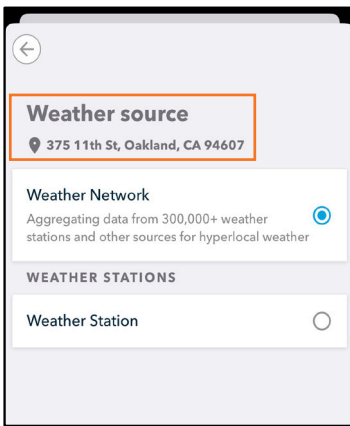 Weather source
375 11th St, Oakland, CA 94607
Weather Network
Aggregating data from 300,000+ weather
stations and other sources for hyperlocal weather
WEATHER STATIONS
Weather Station